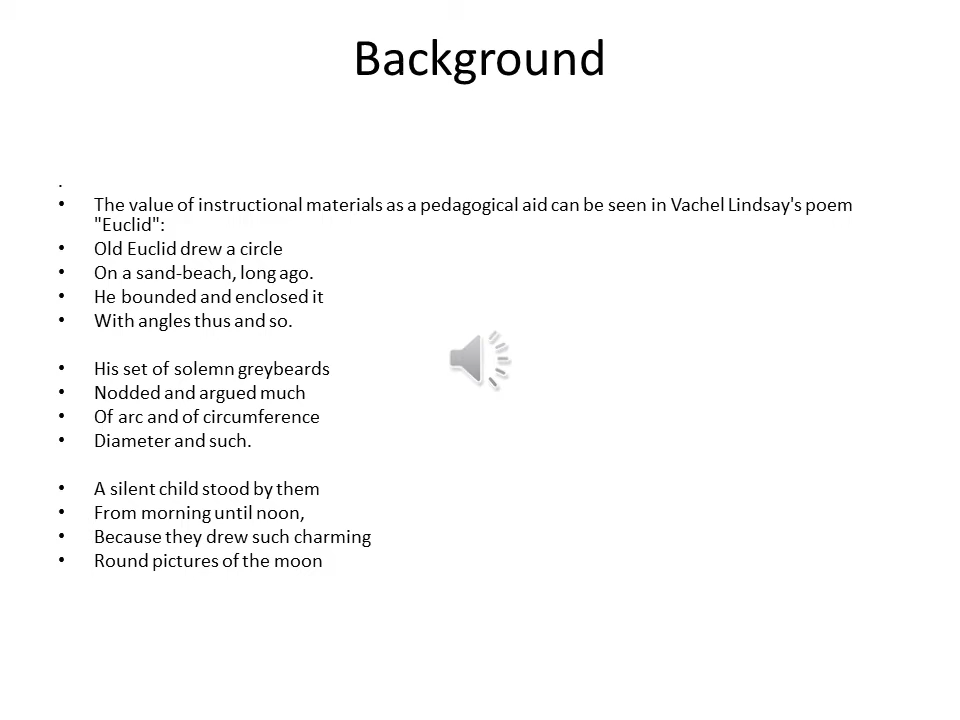 Background
.
• The value of instructional materials as a pedagogical aid can be seen in Vachel Lindsay's poem
"Euclid":
• Old Euclid drew a circle
• On a sand-beach, long ago.
• He bounded and enclosed it
• With angles thus and so.
• His set of solemn greybeards
• Nodded and argued much
• Of arc and of circumference
• Diameter and such.
• A silent child stood by them
• From morning until noon,
• Because they drew such charming
• Round pictures of the moon